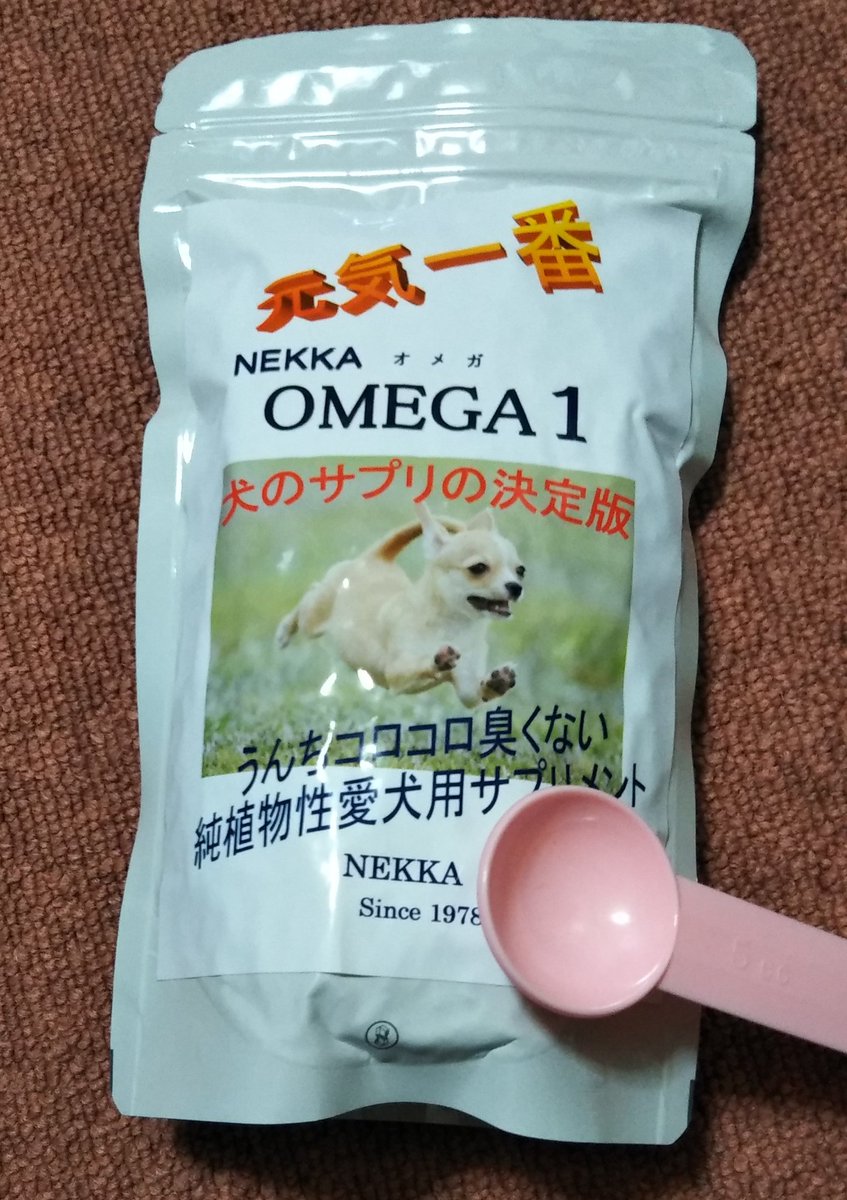 元気一番
NEKKA オメガ
OMEGA 1
犬のサプリの決定版
うんちコロコロ臭くない
純植物性愛犬用サプリメント
NEKKA
Since 1978
5 cc